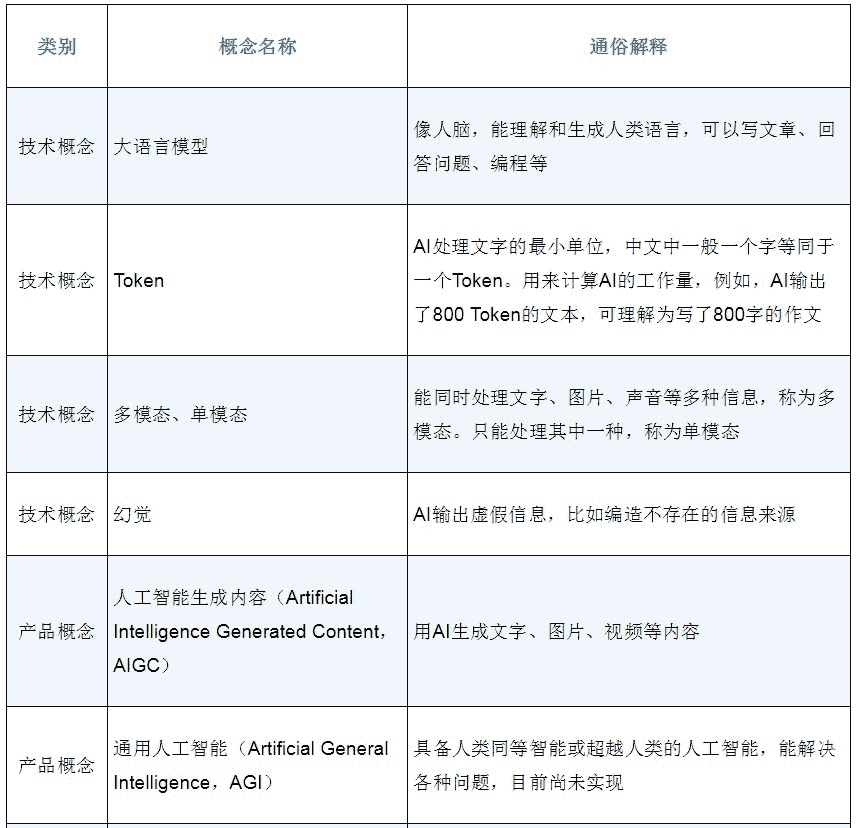 类别 概念名称 通俗解释
技术概念 大语言模型 像人脑，能理解和生成人类语言，可以写文章、回
答问题、编程等
技术概念 Token AI处理文字的最小单位，中文中一般一个字等同于
一个Token。用来计算AI的工作量，例如，AI输出
了800 Token的文本，可理解为写了800字的作文
技术概念 多模态、单模态 能同时处理文字、图片、声音等多种信息，称为多
模态。只能处理其中一种，称为单模态
技术概念 幻觉 AI输出虚假信息，比如编造不存在的信息来源
产品概念 人工智能生成内容（Artificial
Intelligence Generated Content，
AIGC） 用AI生成文字、图片、视频等内容
产品概念 通用人工智能（Artificial General
Intelligence，AGI） 具备人类同等智能或超越人类的人工智能，能解决
各种问题，目前尚未实现